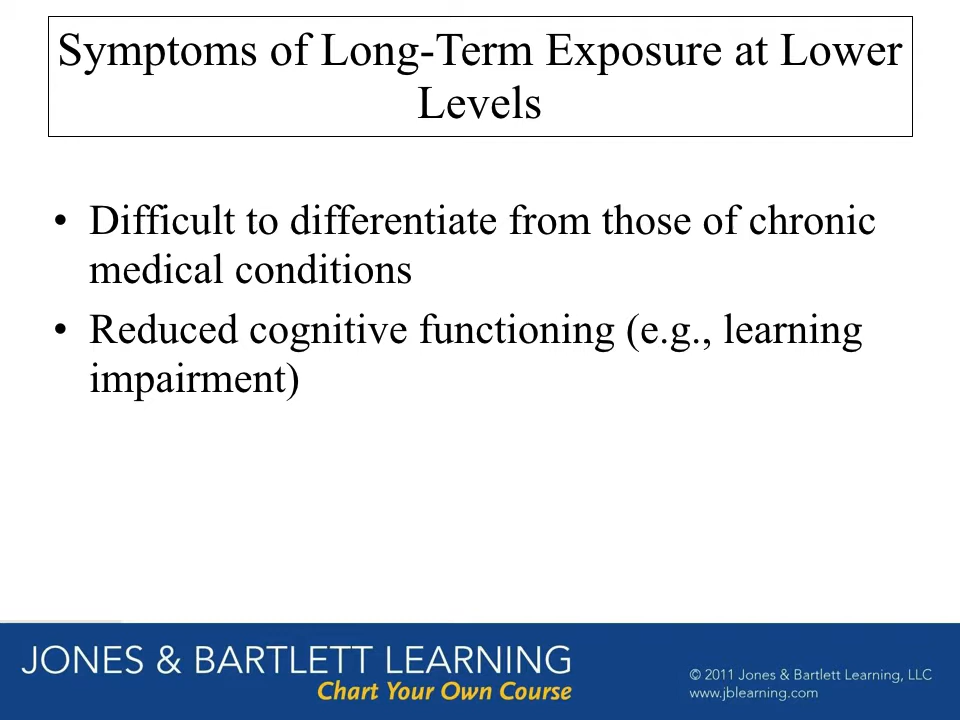 Symptoms of Long-Term Exposure at Lower
Levels
• Difficult to differentiate from those of chronic
medical conditions
• Reduced cognitive functioning (e.g., learning
impairment)
JONES & BARTLETT LEARNING
Chart Your Own Course
© 2011 Jones & Bartlett Learning, LLC
www.jblearning.com